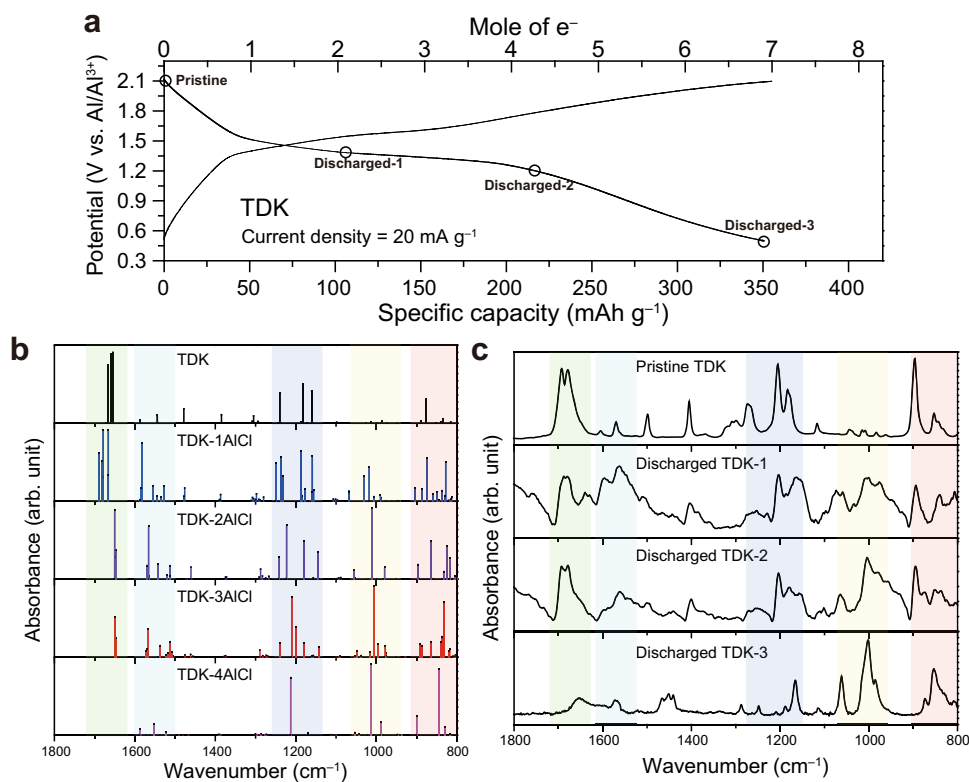 a
Mole of e⁻
0 1 2 3 4 5 6 7 8
Potential (V vs. Al/Al³⁺)
2.1
1.8
1.5
1.2
0.9
0.6
0.3
Pristine
Discharged-1
Discharged-2
Discharged-3
TDK
Current density = 20 mA g⁻¹
0 50 100 150 200 250 300 350 400
Specific capacity (mAh g⁻¹)
b
Absorbance (arb. unit)
TDK
TDK-1AlCl
TDK-2AlCl
TDK-3AlCl
TDK-4AlCl
1800 1600 1400 1200 1000 800
Wavenumber (cm⁻¹)
c
Absorbance (arb. unit)
Pristine TDK
Discharged TDK-1
Discharged TDK-2
Discharged TDK-3
1800 1600 1400 1200 1000 800
Wavenumber (cm⁻¹)